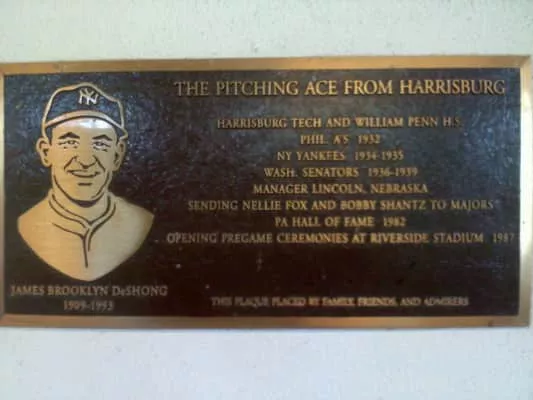 THE PITCHING ACE FROM HARRISBURG
NY
HARRISBURG TECH AND WILLIAM PENN H.S.
PHIL. A'S 1932
NY YANKEES 1934-1935
WASH. SENATORS 1936-1939
MANAGER LINCOLN, NEBRASKA
SENDING NELLIE FOX AND BOBBY SHANTZ TO MAJORS
PA HALL OF FAME 1982
OPENING PREGAME CEREMONIES AT RIVERSIDE STADIUM 1987
JAMES BROOKLYN DeSHONG
1909-1993
THIS PLAQUE PLACED BY FAMILY, FRIENDS, AND ADMIRERS